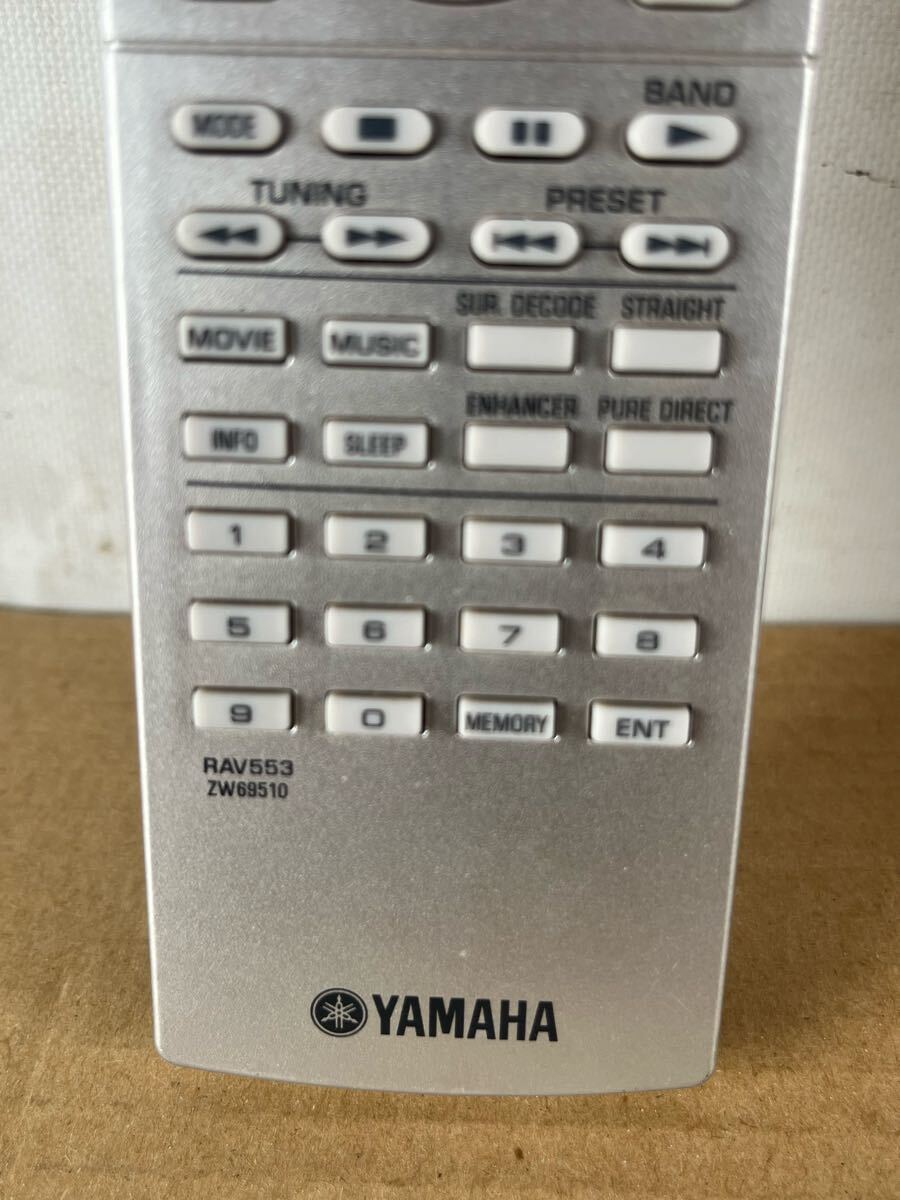 BAND
MODE
TUNING PRESET
SUR. DECODE STRAIGHT
MOVIE MUSIC
ENHANCER PURE DIRECT
INFO SLEEP
1 2 3 4
5 6 7 8
9 0 MEMORY ENT
RAV553
ZW69510
YAMAHA